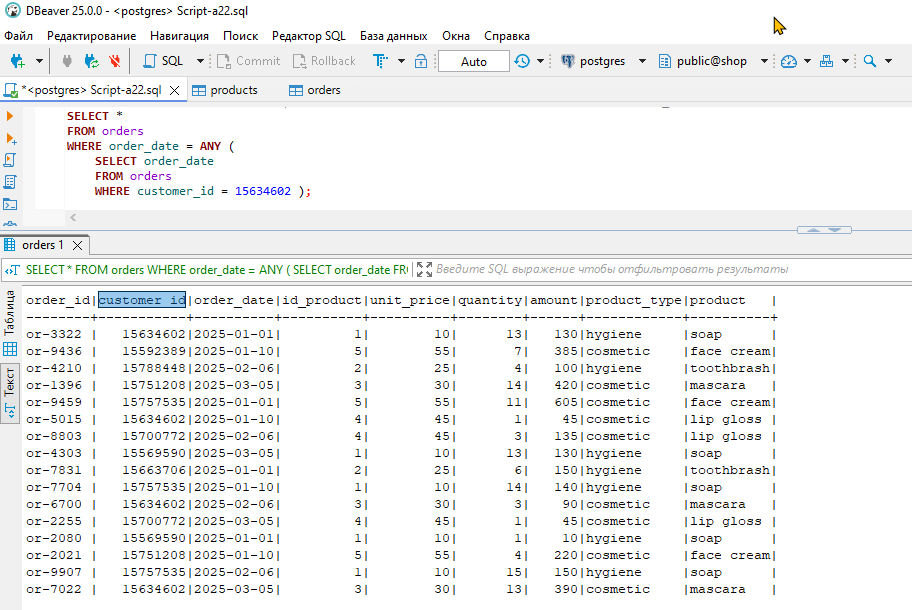 DBeaver 25.0.0 - <postgres> Script-a22.sql
Файл Редактирование Навигация Поиск Редактор SQL База данных Окна Справка
SQL Commit Rollback Auto postgres public@shop
*<postgres> Script-a22.sql products orders
SELECT *
FROM orders
WHERE order_date = ANY (
SELECT order_date
FROM orders
WHERE customer_id = 15634602 );
orders 1
SELECT * FROM orders WHERE order_date = ANY ( SELECT order_date FR Введите SQL выражение чтобы отфильтровать результаты
Таблица
Текст
order_id|customer_id|order_date|id_product|unit_price|quantity|amount|product_type|product |
--------+-----------+----------+----------+----------+--------+------+------------+----------+
or-3322 | 15634602|2025-01-01| 1| 10| 13| 130|hygiene |soap |
or-9436 | 15592389|2025-01-10| 5| 55| 7| 385|cosmetic |face cream|
or-4210 | 15788448|2025-02-06| 2| 25| 4| 100|hygiene |toothbrash|
or-1396 | 15751208|2025-03-05| 3| 30| 14| 420|cosmetic |mascara |
or-9459 | 15757535|2025-01-01| 5| 55| 11| 605|cosmetic |face cream|
or-5015 | 15634602|2025-01-10| 4| 45| 1| 45|cosmetic |lip gloss |
or-8803 | 15700772|2025-02-06| 4| 45| 3| 135|cosmetic |lip gloss |
or-4303 | 15569590|2025-03-05| 1| 10| 13| 130|hygiene |soap |
or-7831 | 15663706|2025-01-01| 2| 25| 6| 150|hygiene |toothbrash|
or-7704 | 15757535|2025-01-10| 1| 10| 14| 140|hygiene |soap |
or-6700 | 15634602|2025-02-06| 3| 30| 3| 90|cosmetic |mascara |
or-2255 | 15700772|2025-03-05| 4| 45| 1| 45|cosmetic |lip gloss |
or-2080 | 15569590|2025-01-01| 1| 10| 1| 10|hygiene |soap |
or-2021 | 15751208|2025-01-10| 5| 55| 4| 220|cosmetic |face cream|
or-9907 | 15757535|2025-02-06| 1| 10| 15| 150|hygiene |soap |
or-7022 | 15634602|2025-03-05| 3| 30| 13| 390|cosmetic |mascara |